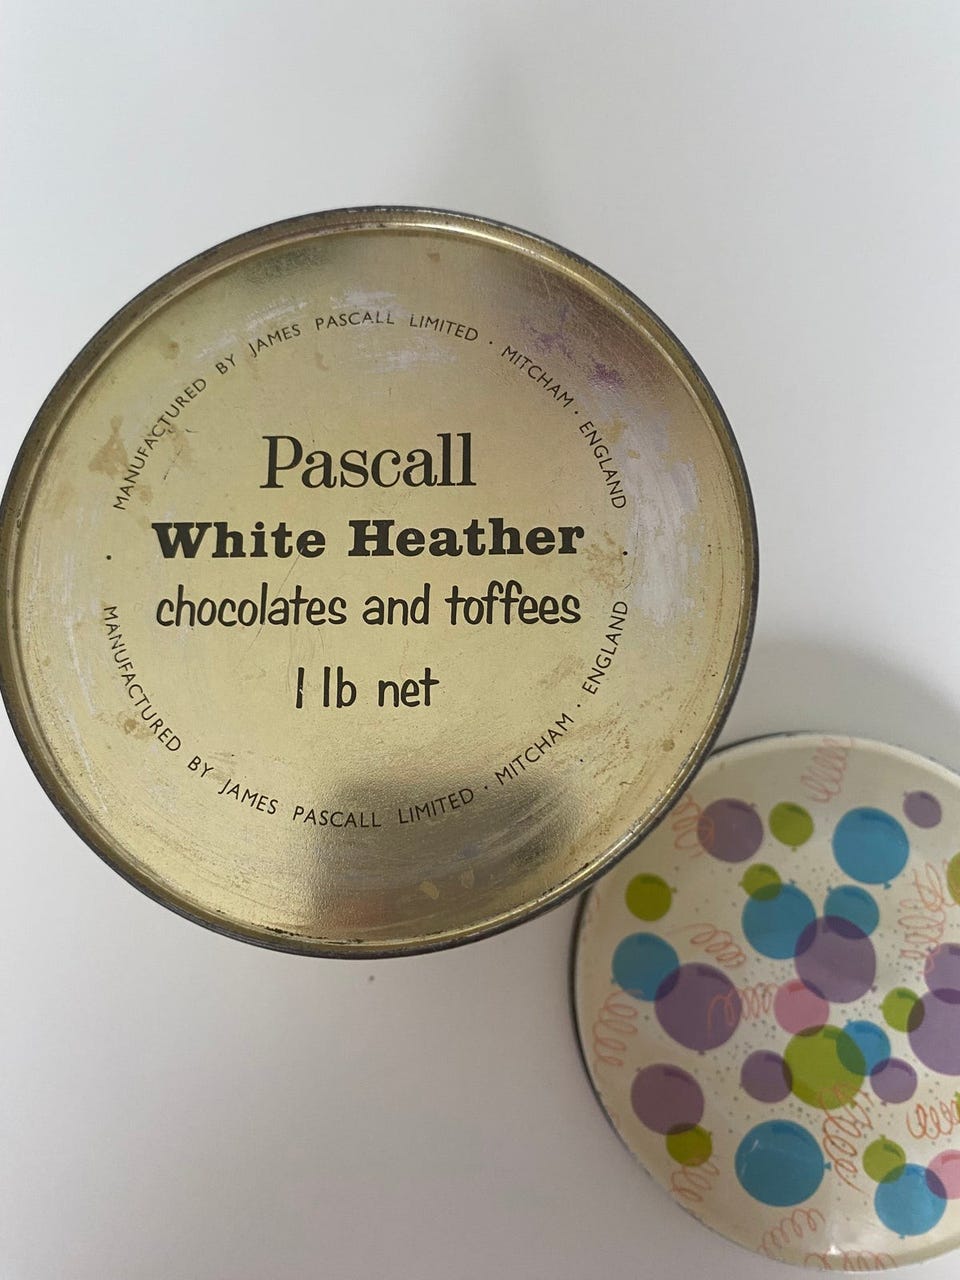 MANUFACTURED BY JAMES PASCALL LIMITED · MITCHAM · ENGLAND
Pascall
White Heather
chocolates and toffees
1 lb net
MANUFACTURED BY JAMES PASCALL LIMITED · MITCHAM · ENGLAND